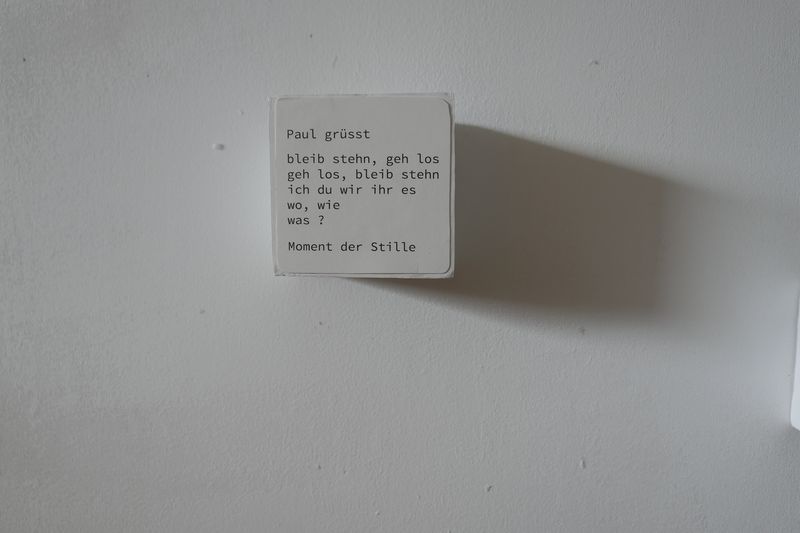 Paul grüsst
bleib stehn, geh los
geh los, bleib stehn
ich du wir ihr es
wo, wie
was ?
Moment der Stille